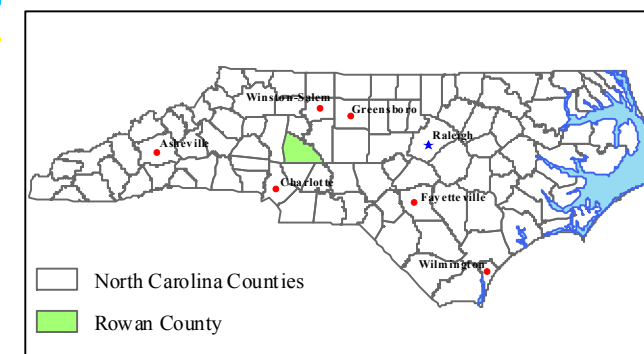 Winston-Salem
Greensboro
Raleigh
Asheville
Charlotte
Fayetteville
Wilmington
North Carolina Counties
Rowan County